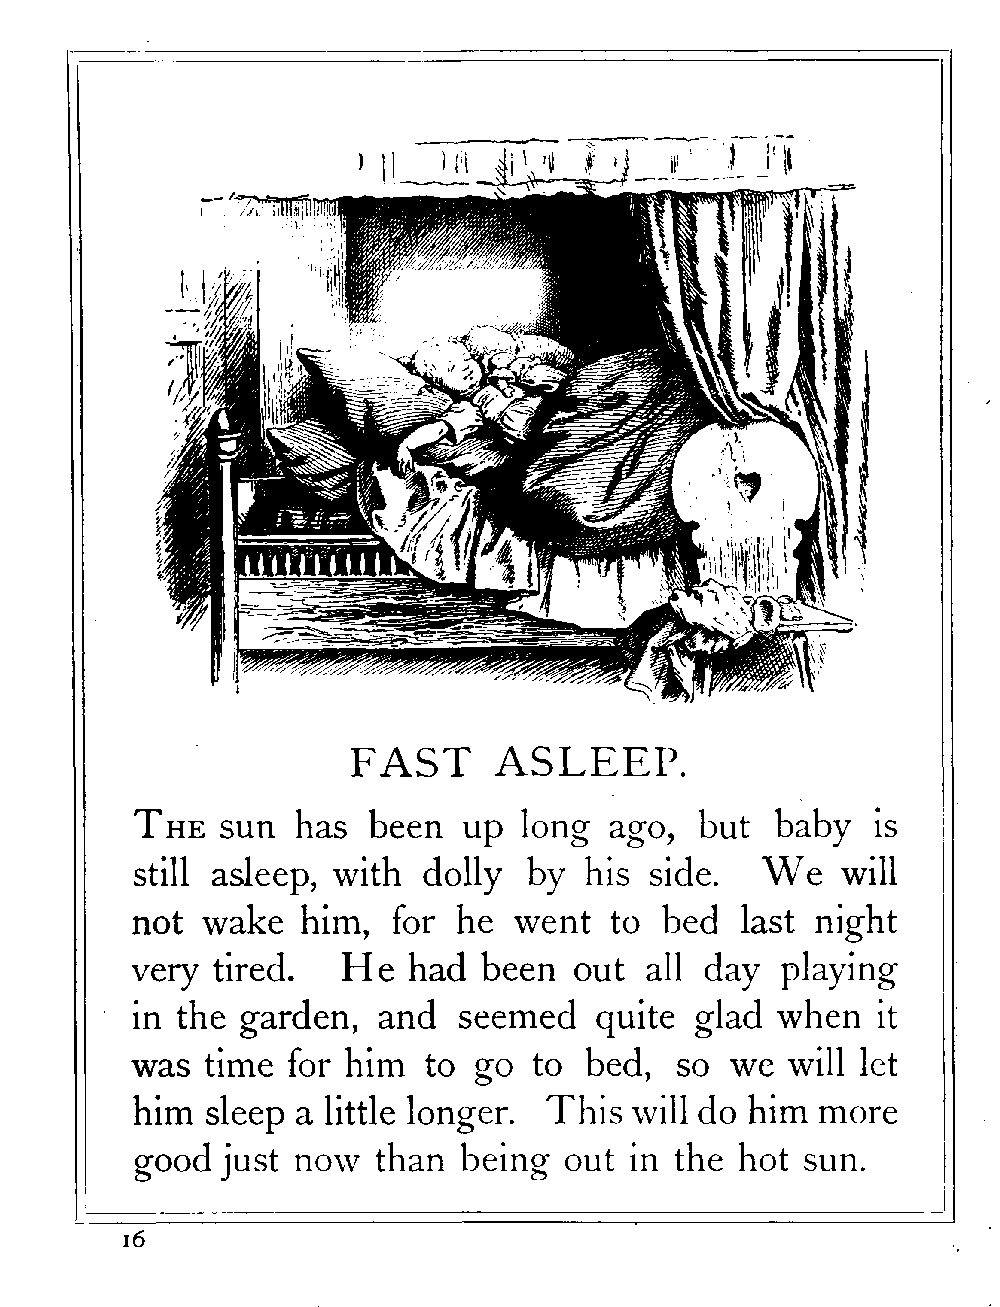 FAST ASLEEP.
THE sun has been up long ago, but baby is
still asleep, with dolly by his side. We will
not wake him, for he went to bed last night
very tired. He had been out all day playing
in the garden, and seemed quite glad when it
was time for him to go to bed, so we will let
him sleep a little longer. This will do him more
good just now than being out in the hot sun.
16